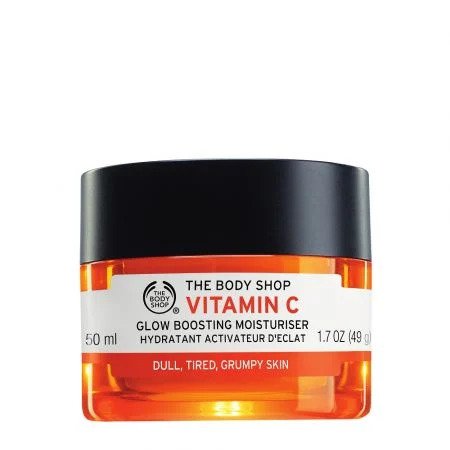 THE BODY SHOP
THE
BODY
SHOP®
VITAMIN C
GLOW BOOSTING MOISTURISER
50 ml
HYDRATANT ACTIVATEUR D'ECLAT
1.7 OZ (49 g)
DULL, TIRED, GRUMPY SKIN